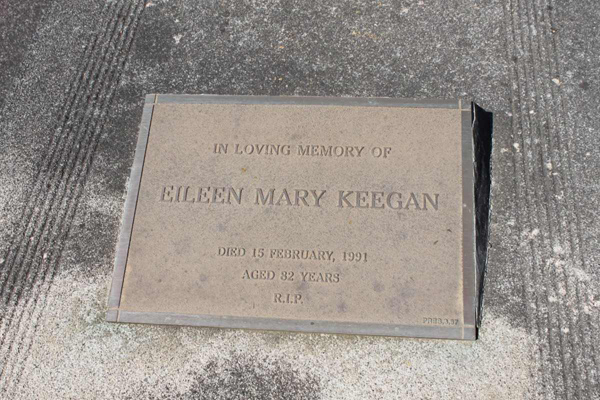 IN LOVING MEMORY OF
EILEEN MARY KEEGAN
DIED 15 FEBRUARY, 1991
AGED 82 YEARS
R.I.P.